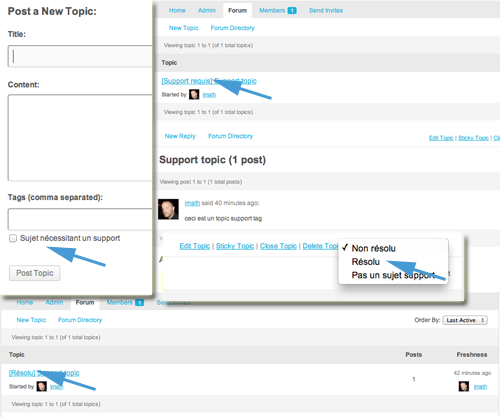 Post a New Topic:
Title:
Content:
Tags (comma separated):
Sujet nécessitant un support
Post Topic
Home Admin Forum Members 1 Send Invites
New Topic Forum Directory
Viewing topic 1 to 1 (of 1 total topics)
Topic
[Support requis] Support topic
Started by imath
Viewing topic 1 to 1 (of 1 total topics)
New Reply Forum Directory
Edit Topic | Sticky Topic |
Support topic (1 post)
Viewing post 1 to 1 (1 total posts)
imath said 40 minutes ago:
ceci est un topic support tag
Edit Topic | Sticky Topic | Close Topic | Delete Topic
Non résolu
Résolu
Pas un sujet support
Home Admin Forum Members 1
New Topic Forum Directory
Order By: Last Active
Viewing topic 1 to 1 (of 1 total topics)
Topic Posts Freshness
[Résolu] Support topic
1
42 minutes ago
Started by imath
imath
Viewing topic 1 to 1 (of 1 total topics)